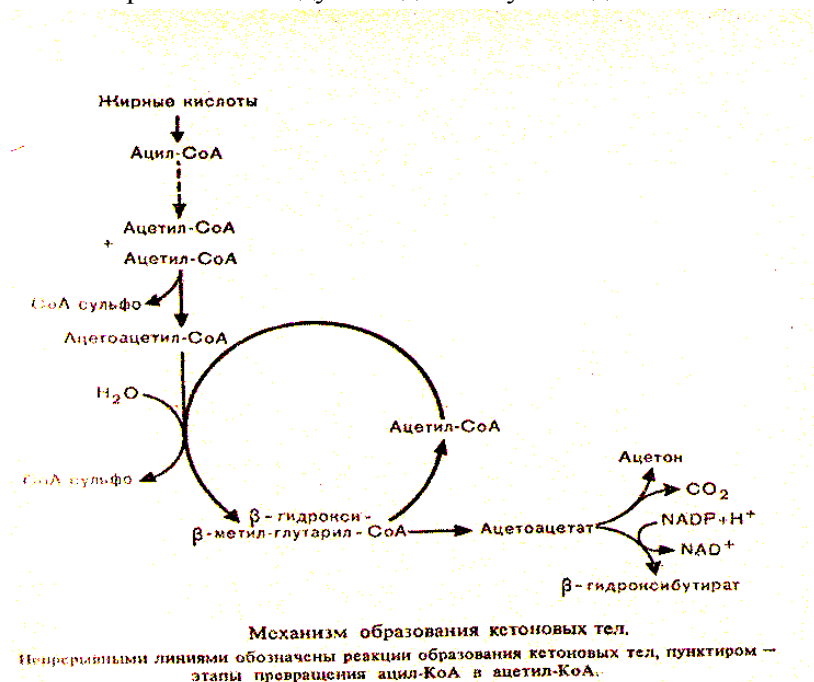 Жирные кислоты
Ацил-CoA
Ацетил-CoA
+
Ацетил-CoA
CoA сульфо
Ацетоацетил-CoA
H₂O
CoA сульфо
Ацетил-CoA
β-гидрокси-
β-метил-глутарил-CoA
Ацетоацетат
Ацетон
CO₂
NADP+H⁺
NAD⁺
β-гидроксибутират
Механизм образования кетоновых тел.
Непрерывными линиями обозначены реакции образования кетоновых тел, пунктиром —
этапы превращения ацил-КоА в ацетил-КоА.